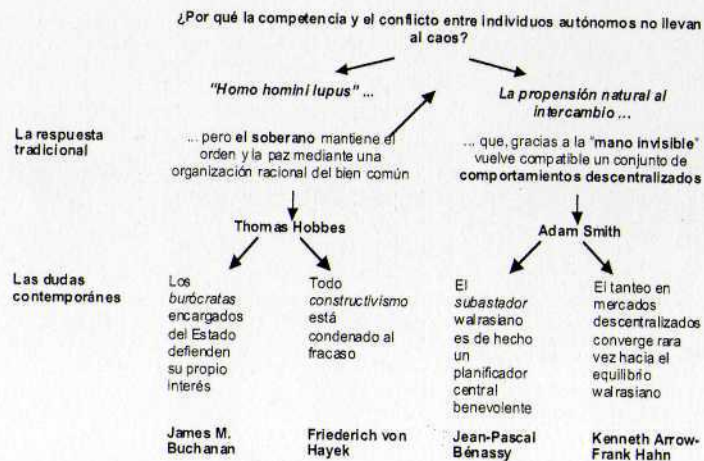 ¿Por qué la competencia y el conflicto entre individuos autónomos no llevan
al caos?
"Homo homini lupus" ...
La propensión natural al
intercambio ...
La respuesta
tradicional
... pero el soberano mantiene el
orden y la paz mediante una
organización racional del bien común
... que, gracias a la "mano invisible"
vuelve compatible un conjunto de
comportamientos descentralizados
Thomas Hobbes
Adam Smith
Las dudas
contemporánes
Los
burócratas
encargados
del Estado
defienden
su propio
interés
Todo
constructivismo
está
condenado al
fracaso
El
subastador
walrasiano
es de hecho
un
planificador
central
benevolente
El tanteo en
mercados
descentralizados
converge rara
vez hacia el
equilibrio
walrasiano
James M.
Buchanan
Friederich von
Hayek
Jean-Pascal
Bénassy
Kenneth Arrow-
Frank Hahn